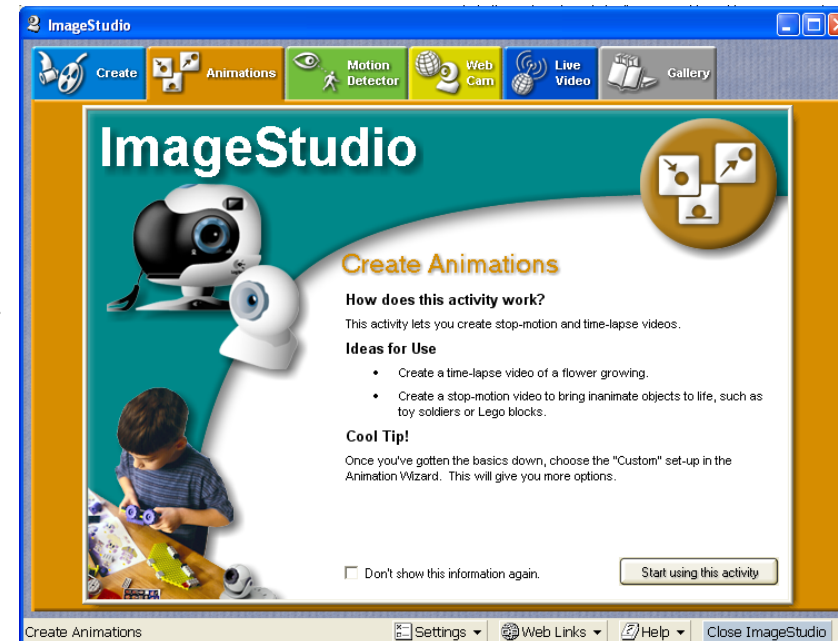 ImageStudio
Create
Animations
Motion
Detector
Web
Cam
Live
Video
Gallery
ImageStudio
Create Animations
How does this activity work?
This activity lets you create stop-motion and time-lapse videos.
Ideas for Use
• Create a time-lapse video of a flower growing.
• Create a stop-motion video to bring inanimate objects to life, such as
toy soldiers or Lego blocks.
Cool Tip!
Once you've gotten the basics down, choose the "Custom" set-up in the
Animation Wizard. This will give you more options.
Don't show this information again.
Start using this activity
Create Animations
Settings
Web Links
Help
Close ImageStudio